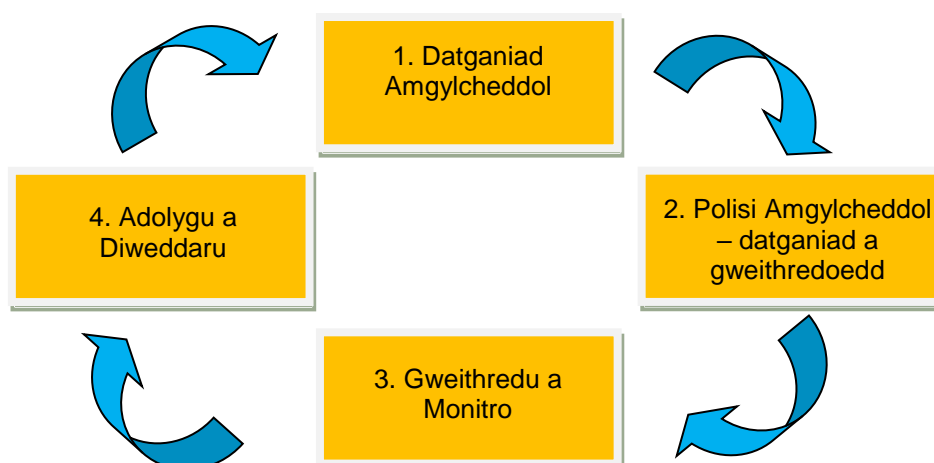 1. Datganiad
Amgylcheddol
2. Polisi Amgylcheddol
– datganiad a
gweithredoedd
3. Gweithredu a
Monitro
4. Adolygu a
Diweddaru